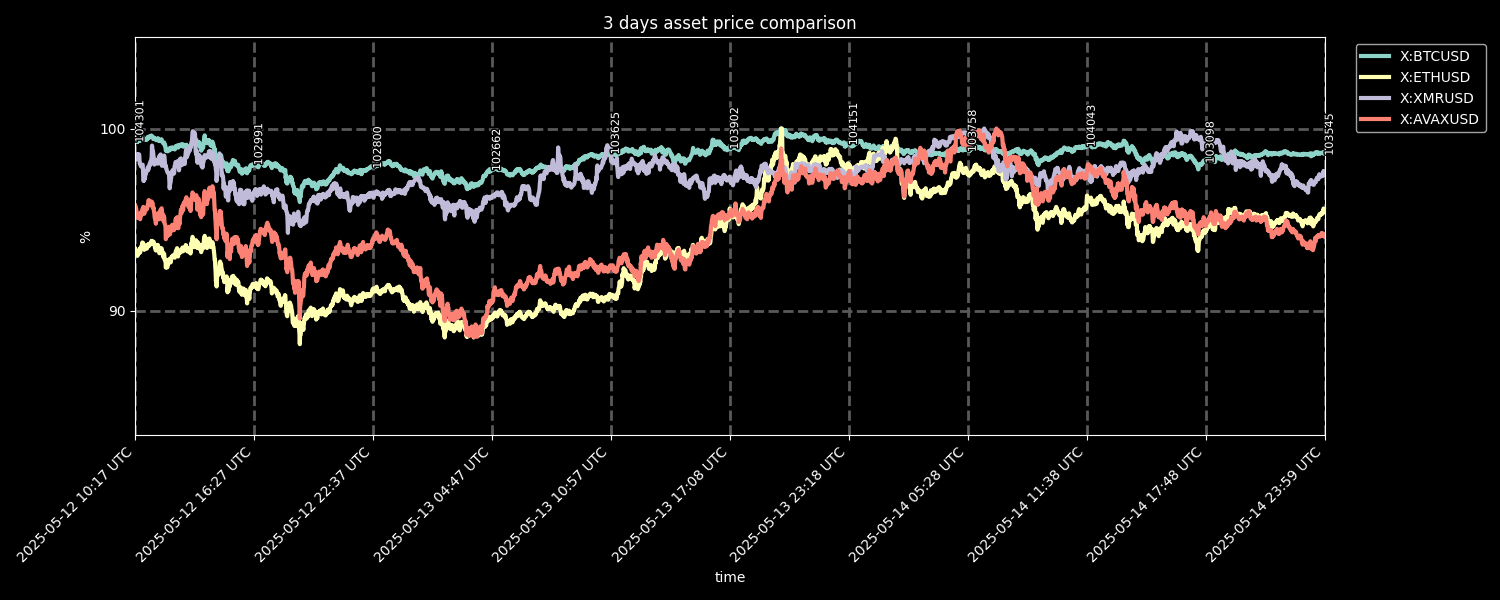 3 days asset price comparison
X:BTCUSD
X:ETHUSD
X:XMRUSD
X:AVAXUSD
100
90
%
104301
102991
102800
102662
103625
103902
104151
103758
104043
103098
103545
2025-05-12 10:17 UTC
2025-05-12 16:27 UTC
2025-05-12 22:37 UTC
2025-05-13 04:47 UTC
2025-05-13 10:57 UTC
2025-05-13 17:08 UTC
2025-05-13 23:18 UTC
2025-05-14 05:28 UTC
2025-05-14 11:38 UTC
2025-05-14 17:48 UTC
2025-05-14 23:59 UTC
time